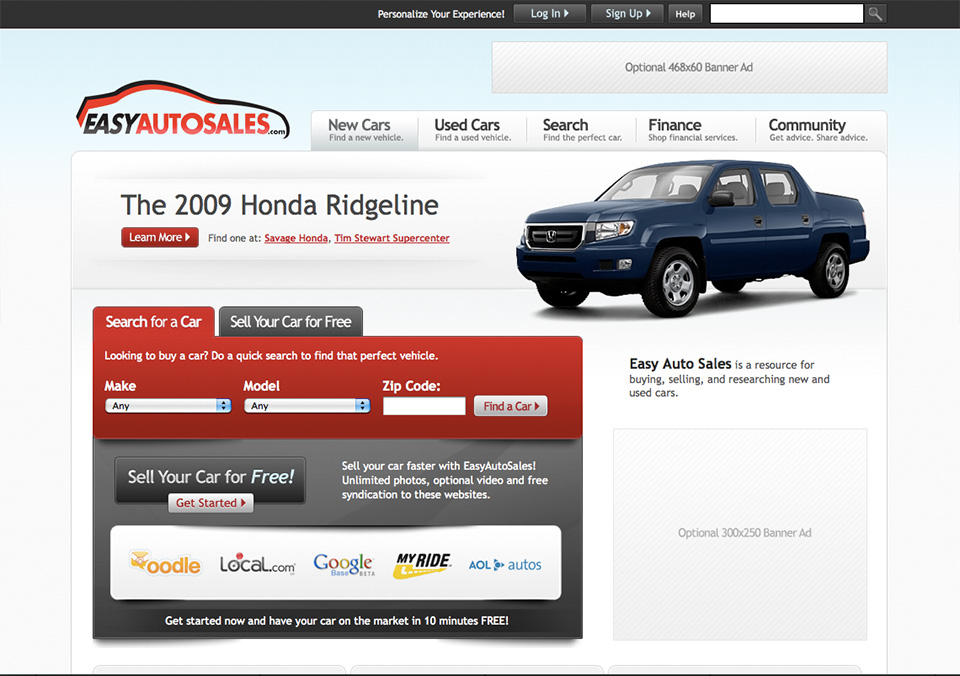 Personalize Your Experience! Log In Sign Up Help
Optional 468x60 Banner Ad
EASYAUTOSALES.com
New Cars Used Cars Search Finance Community
Find a new vehicle. Find a used vehicle. Find the perfect car. Shop financial services. Get advice. Share advice.
The 2009 Honda Ridgeline
Learn More Find one at: Savage Honda, Tim Stewart Supercenter
Search for a Car Sell Your Car for Free
Looking to buy a car? Do a quick search to find that perfect vehicle.
Make Model Zip Code:
Any Any Find a Car
Easy Auto Sales is a resource for
buying, selling, and researching new and
used cars.
Sell Your Car for Free!
Get Started
Sell your car faster with EasyAutoSales!
Unlimited photos, optional video and free
syndication to these websites.
oodle Local.com Google Base BETA MY RIDE AOL autos
Get started now and have your car on the market in 10 minutes FREE!
Optional 300x250 Banner Ad